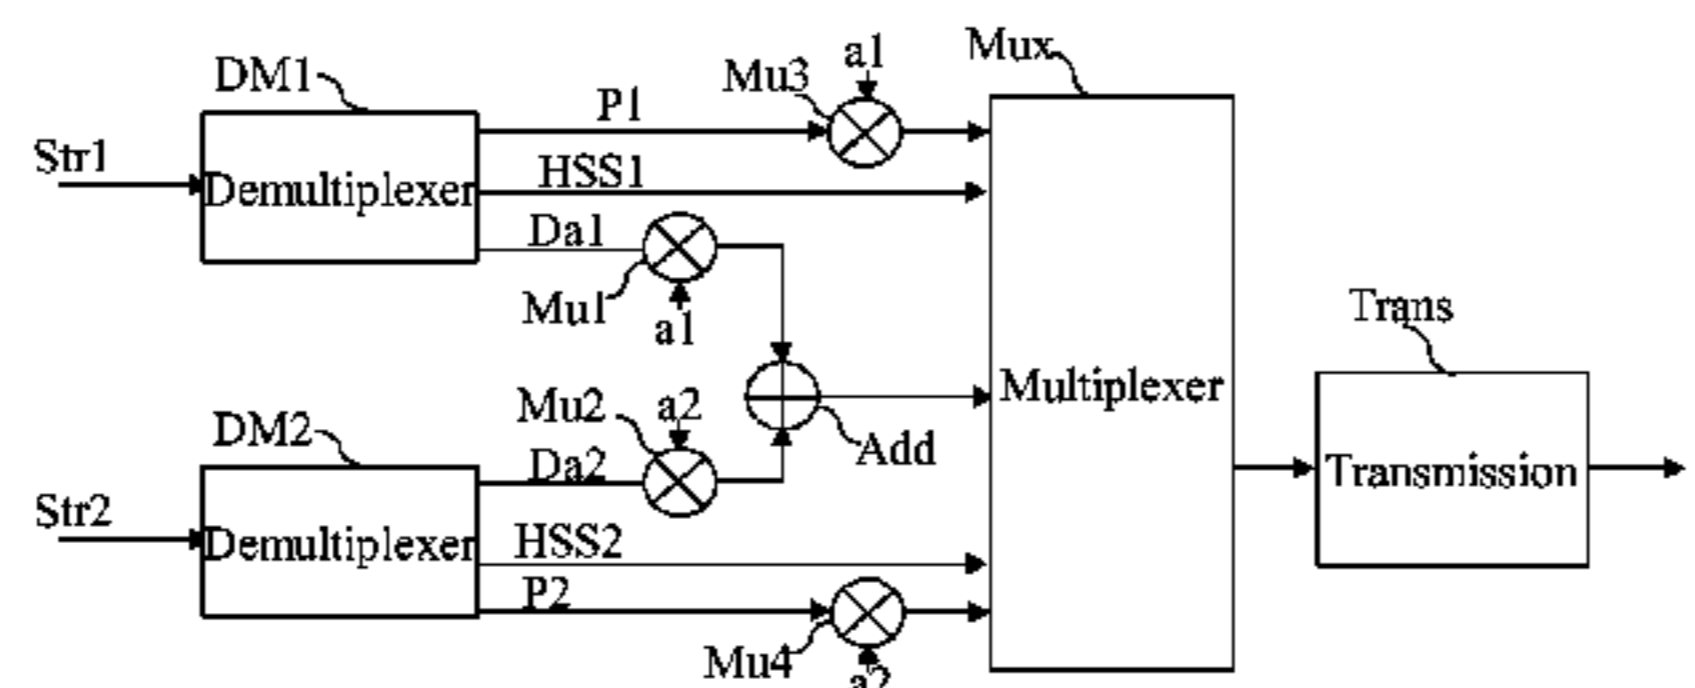 Mux
a1
Mu3
DM1
P1
Str1
HSS1
Demultiplexer
Da1
Mu1
a1
Trans
Multiplexer
Mu2
a2
DM2
Add
Da2
Transmission
Str2
HSS2
Demultiplexer
P2
Mu4
a2